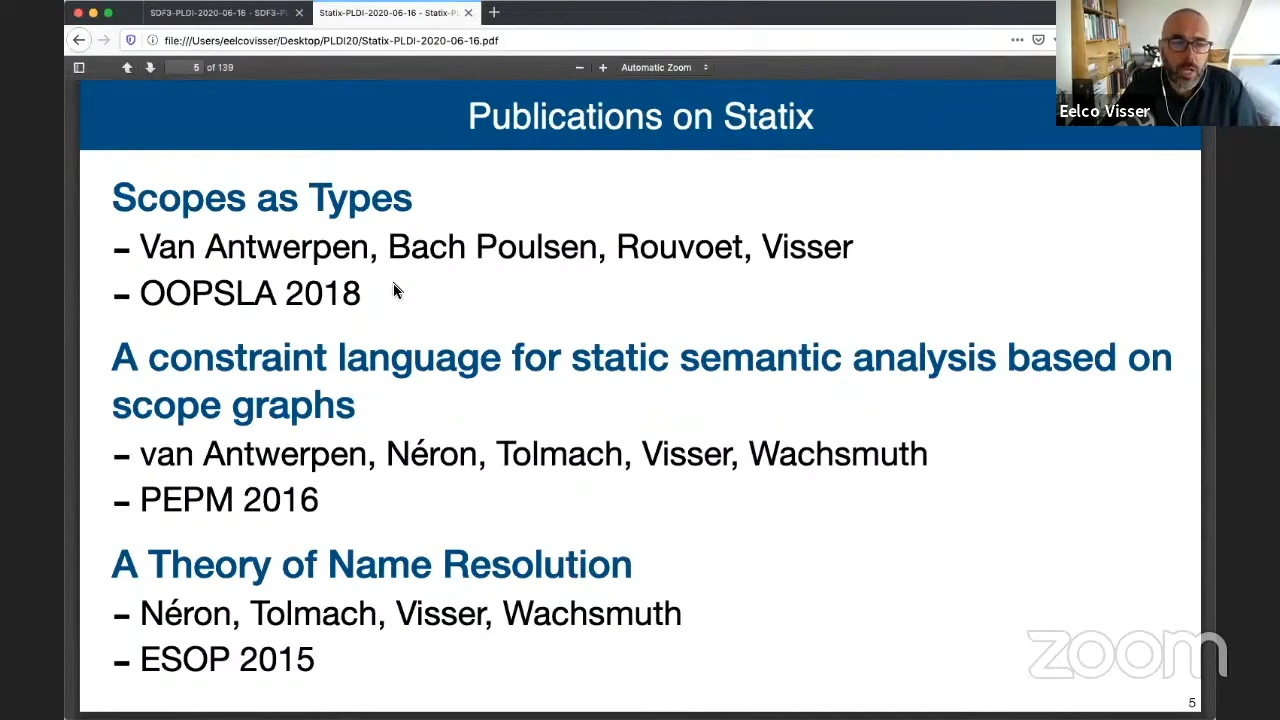 SDF3-PLDI-2020-06-16 - SDF3-PL
Statix-PLDI-2020-06-16 - Statix-PL
file:///Users/eelcovisser/Desktop/PLDI20/Statix-PLDI-2020-06-16.pdf
5 of 139
Automatic Zoom
Eelco Visser
Publications on Statix
Scopes as Types
– Van Antwerpen, Bach Poulsen, Rouvoet, Visser
– OOPSLA 2018
A constraint language for static semantic analysis based on
scope graphs
– van Antwerpen, Néron, Tolmach, Visser, Wachsmuth
– PEPM 2016
A Theory of Name Resolution
– Néron, Tolmach, Visser, Wachsmuth
– ESOP 2015
zoom
5